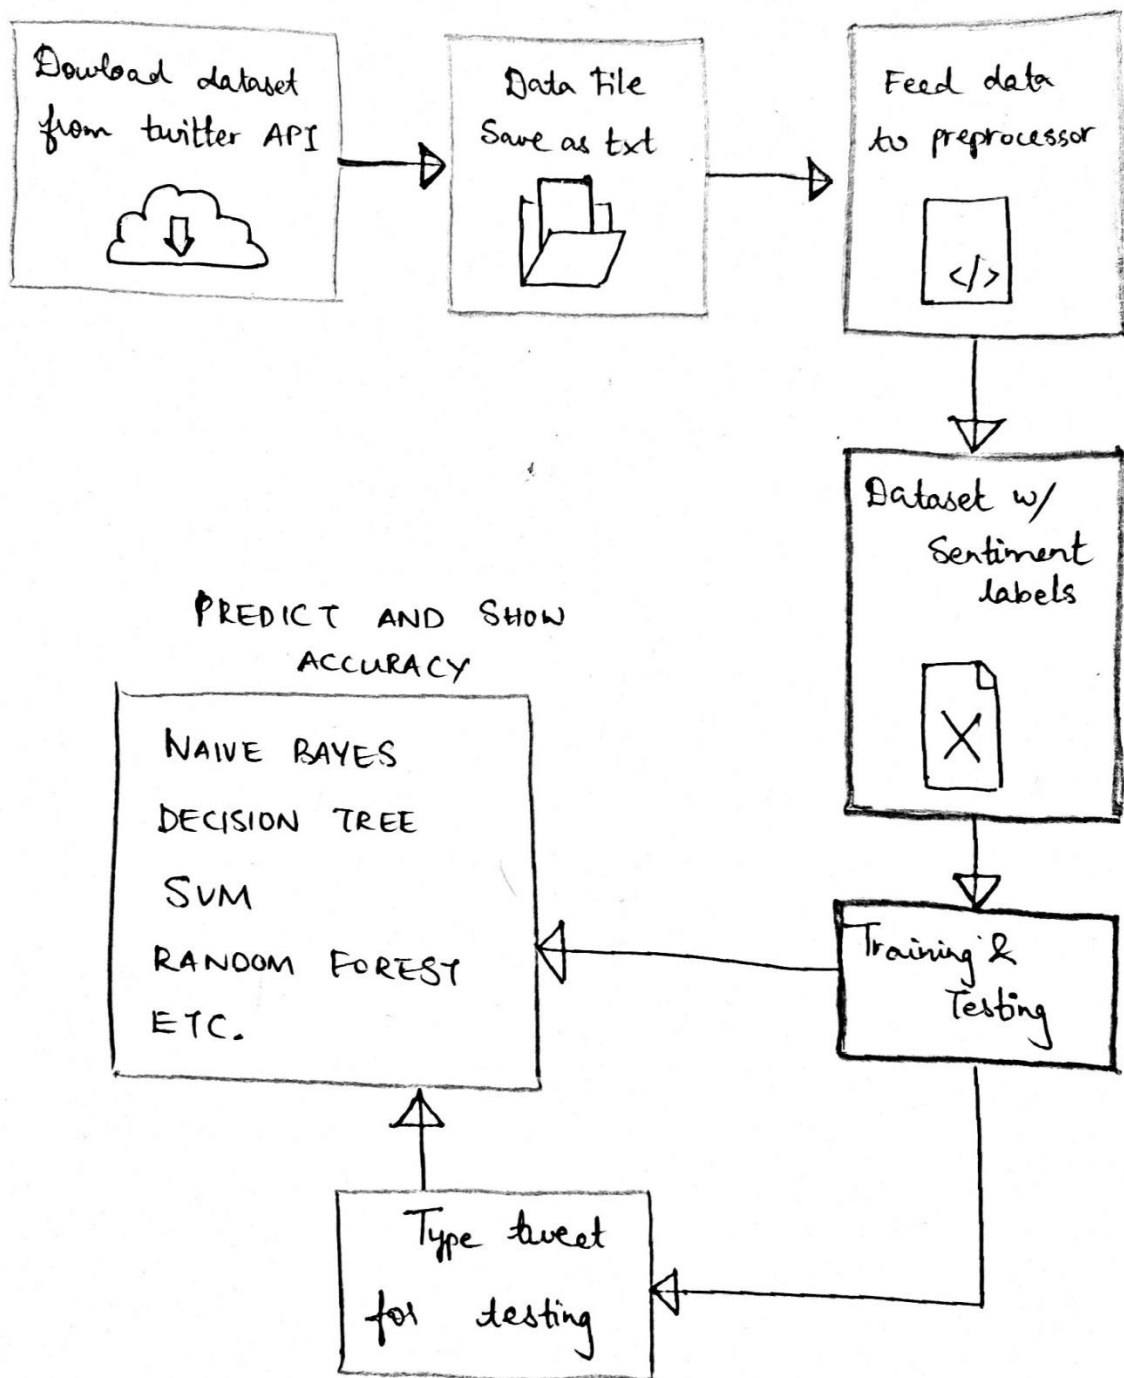 Dowload dataset
from twitter API
Data File
Save as txt
Feed data
to preprocessor
</>
Dataset w/
Sentiment
labels
X
Training &
Testing
PREDICT AND SHOW
ACCURACY
NAIVE BAYES
DECISION TREE
SVM
RANDOM FOREST
ETC.
Type tweet
for testing